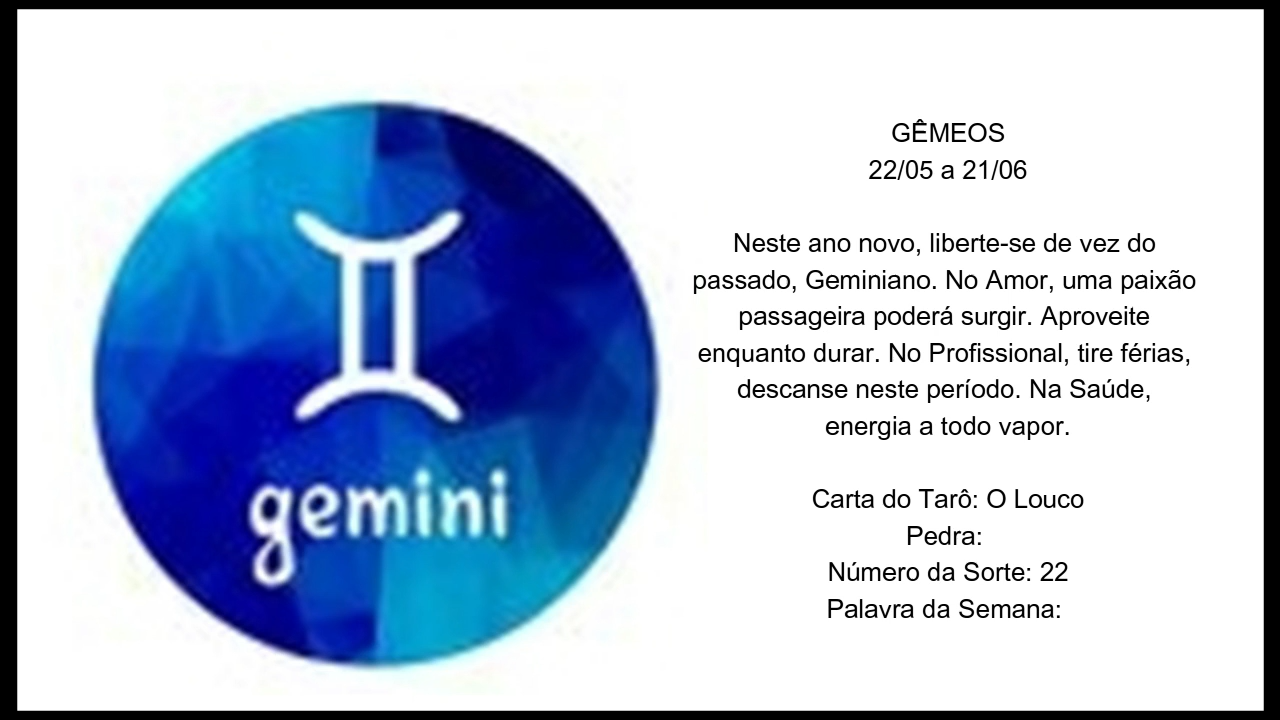 gemini
GÊMEOS
22/05 a 21/06
Neste ano novo, liberte-se de vez do
passado, Geminiano. No Amor, uma paixão
passageira poderá surgir. Aproveite
enquanto durar. No Profissional, tire férias,
descanse neste período. Na Saúde,
energia a todo vapor.
Carta do Tarô: O Louco
Pedra:
Número da Sorte: 22
Palavra da Semana: